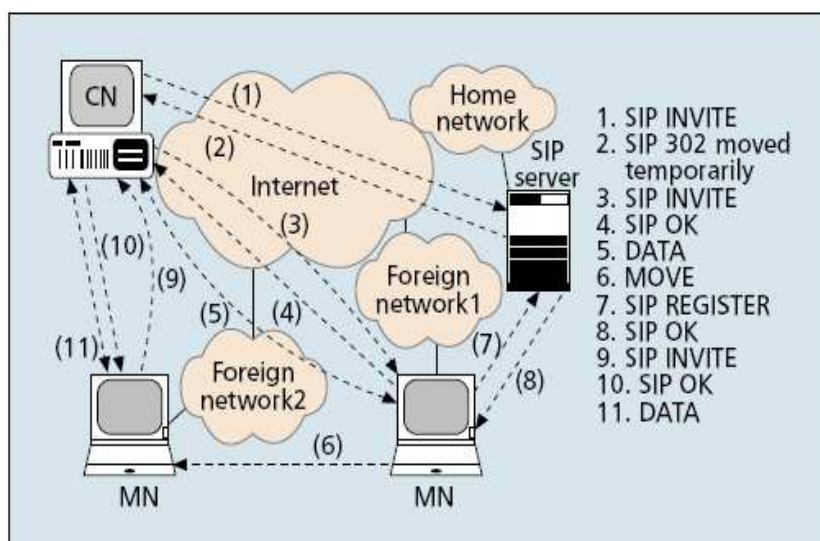 CN
(1)
(2)
Internet
(3)
Home
network
SIP
server
(10)
(9)
(11)
(5)
(4)
Foreign
network1
(7)
(8)
Foreign
network2
(6)
MN
MN
1. SIP INVITE
2. SIP 302 moved
temporarily
3. SIP INVITE
4. SIP OK
5. DATA
6. MOVE
7. SIP REGISTER
8. SIP OK
9. SIP INVITE
10. SIP OK
11. DATA